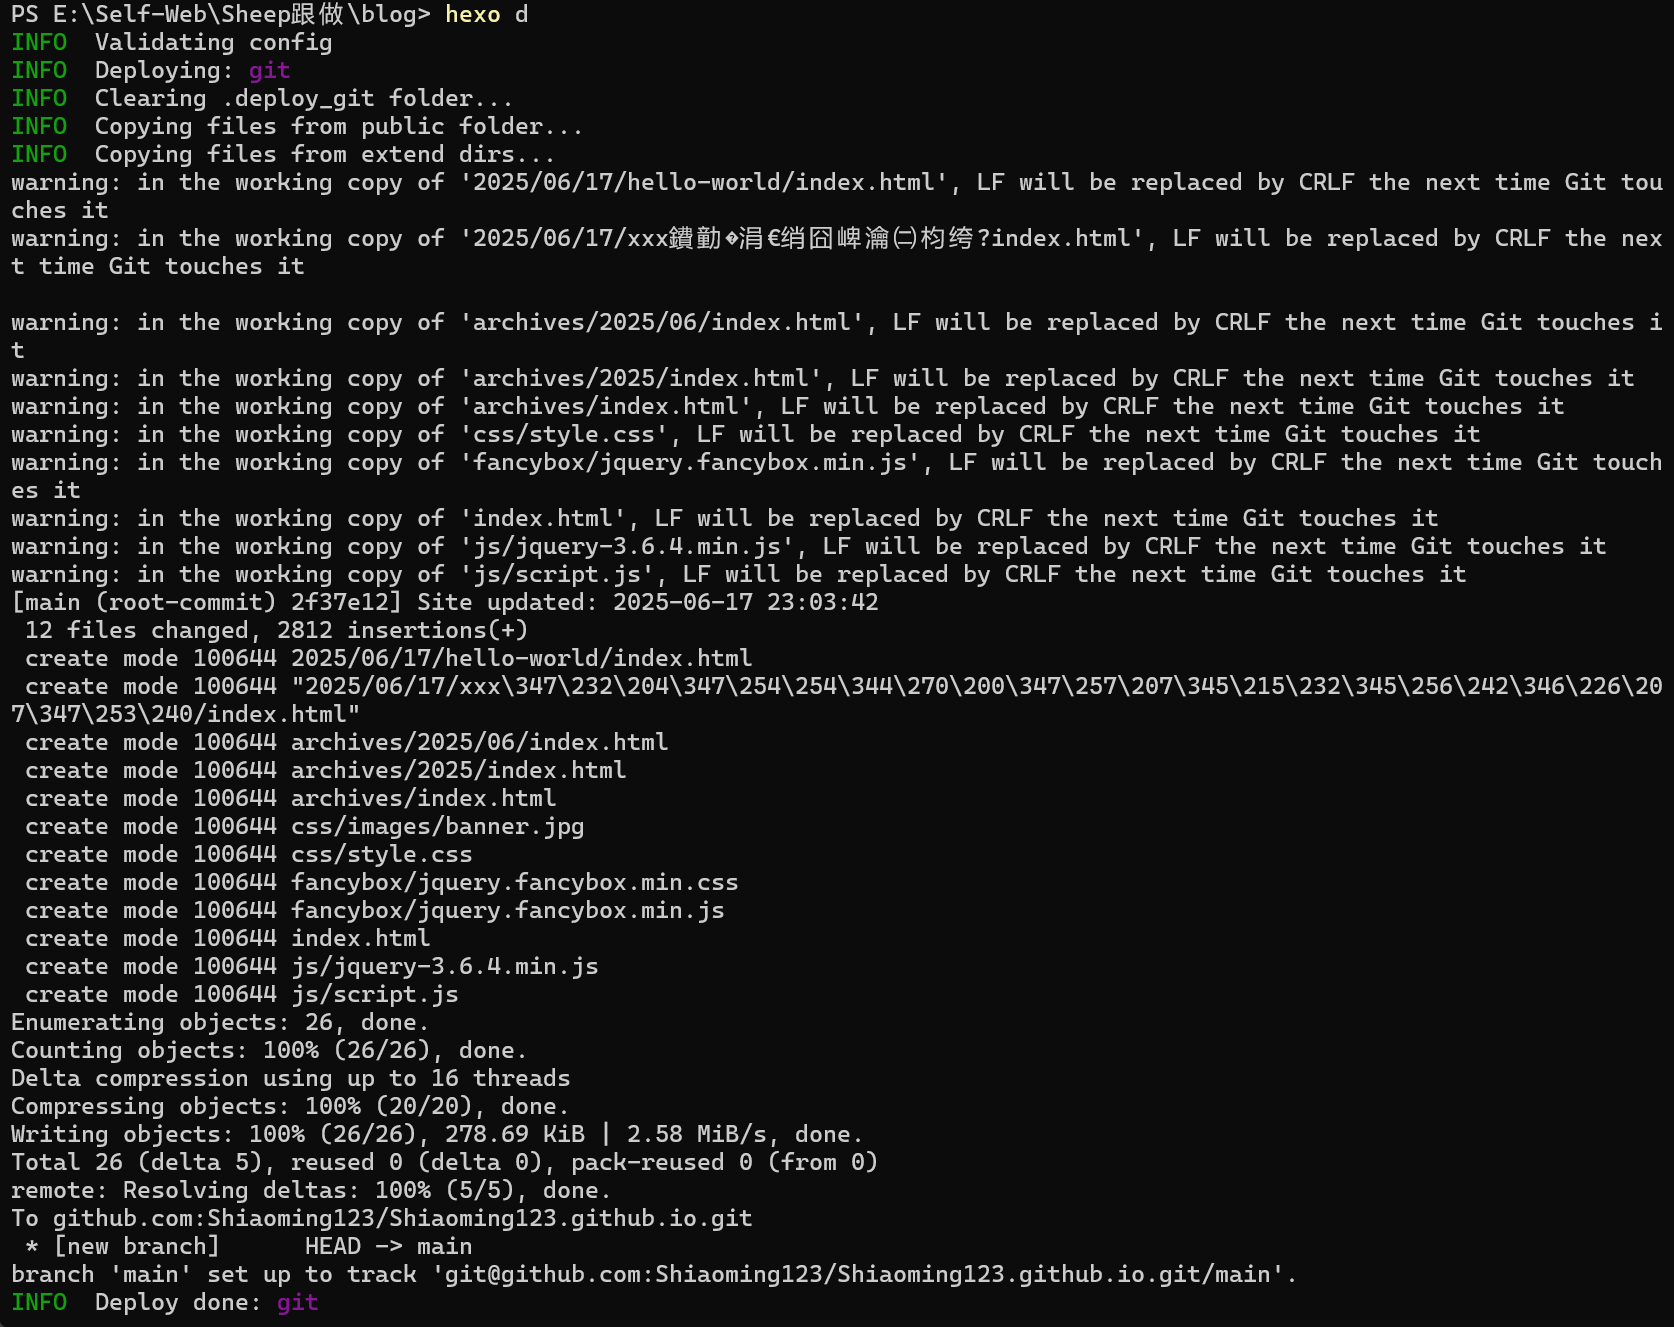 PS E:\Self-Web\Sheep跟做\blog> hexo d
INFO  Validating config
INFO  Deploying: git
INFO  Clearing .deploy_git folder...
INFO  Copying files from public folder...
INFO  Copying files from extend dirs...
warning: in the working copy of '2025/06/17/hello-world/index.html', LF will be replaced by CRLF the next time Git tou
ches it
warning: in the working copy of '2025/06/17/xxx鐨勭�涓€绡囧崥瀹㈡枃绔?index.html', LF will be replaced by CRLF the nex
t time Git touches it

warning: in the working copy of 'archives/2025/06/index.html', LF will be replaced by CRLF the next time Git touches i
t
warning: in the working copy of 'archives/2025/index.html', LF will be replaced by CRLF the next time Git touches it
warning: in the working copy of 'archives/index.html', LF will be replaced by CRLF the next time Git touches it
warning: in the working copy of 'css/style.css', LF will be replaced by CRLF the next time Git touches it
warning: in the working copy of 'fancybox/jquery.fancybox.min.js', LF will be replaced by CRLF the next time Git touch
es it
warning: in the working copy of 'index.html', LF will be replaced by CRLF the next time Git touches it
warning: in the working copy of 'js/jquery-3.6.4.min.js', LF will be replaced by CRLF the next time Git touches it
warning: in the working copy of 'js/script.js', LF will be replaced by CRLF the next time Git touches it
[main (root-commit) 2f37e12] Site updated: 2025-06-17 23:03:42
 12 files changed, 2812 insertions(+)
 create mode 100644 2025/06/17/hello-world/index.html
 create mode 100644 "2025/06/17/xxx\347\232\204\347\254\254\344\270\200\347\257\207\345\215\232\345\256\242\346\226\20
7\347\253\240/index.html"
 create mode 100644 archives/2025/06/index.html
 create mode 100644 archives/2025/index.html
 create mode 100644 archives/index.html
 create mode 100644 css/images/banner.jpg
 create mode 100644 css/style.css
 create mode 100644 fancybox/jquery.fancybox.min.css
 create mode 100644 fancybox/jquery.fancybox.min.js
 create mode 100644 index.html
 create mode 100644 js/jquery-3.6.4.min.js
 create mode 100644 js/script.js
Enumerating objects: 26, done.
Counting objects: 100% (26/26), done.
Delta compression using up to 16 threads
Compressing objects: 100% (20/20), done.
Writing objects: 100% (26/26), 278.69 KiB | 2.58 MiB/s, done.
Total 26 (delta 5), reused 0 (delta 0), pack-reused 0 (from 0)
remote: Resolving deltas: 100% (5/5), done.
To github.com:Shiaoming123/Shiaoming123.github.io.git
 * [new branch]      HEAD -> main
branch 'main' set up to track 'git@github.com:Shiaoming123/Shiaoming123.github.io.git/main'.
INFO  Deploy done: git